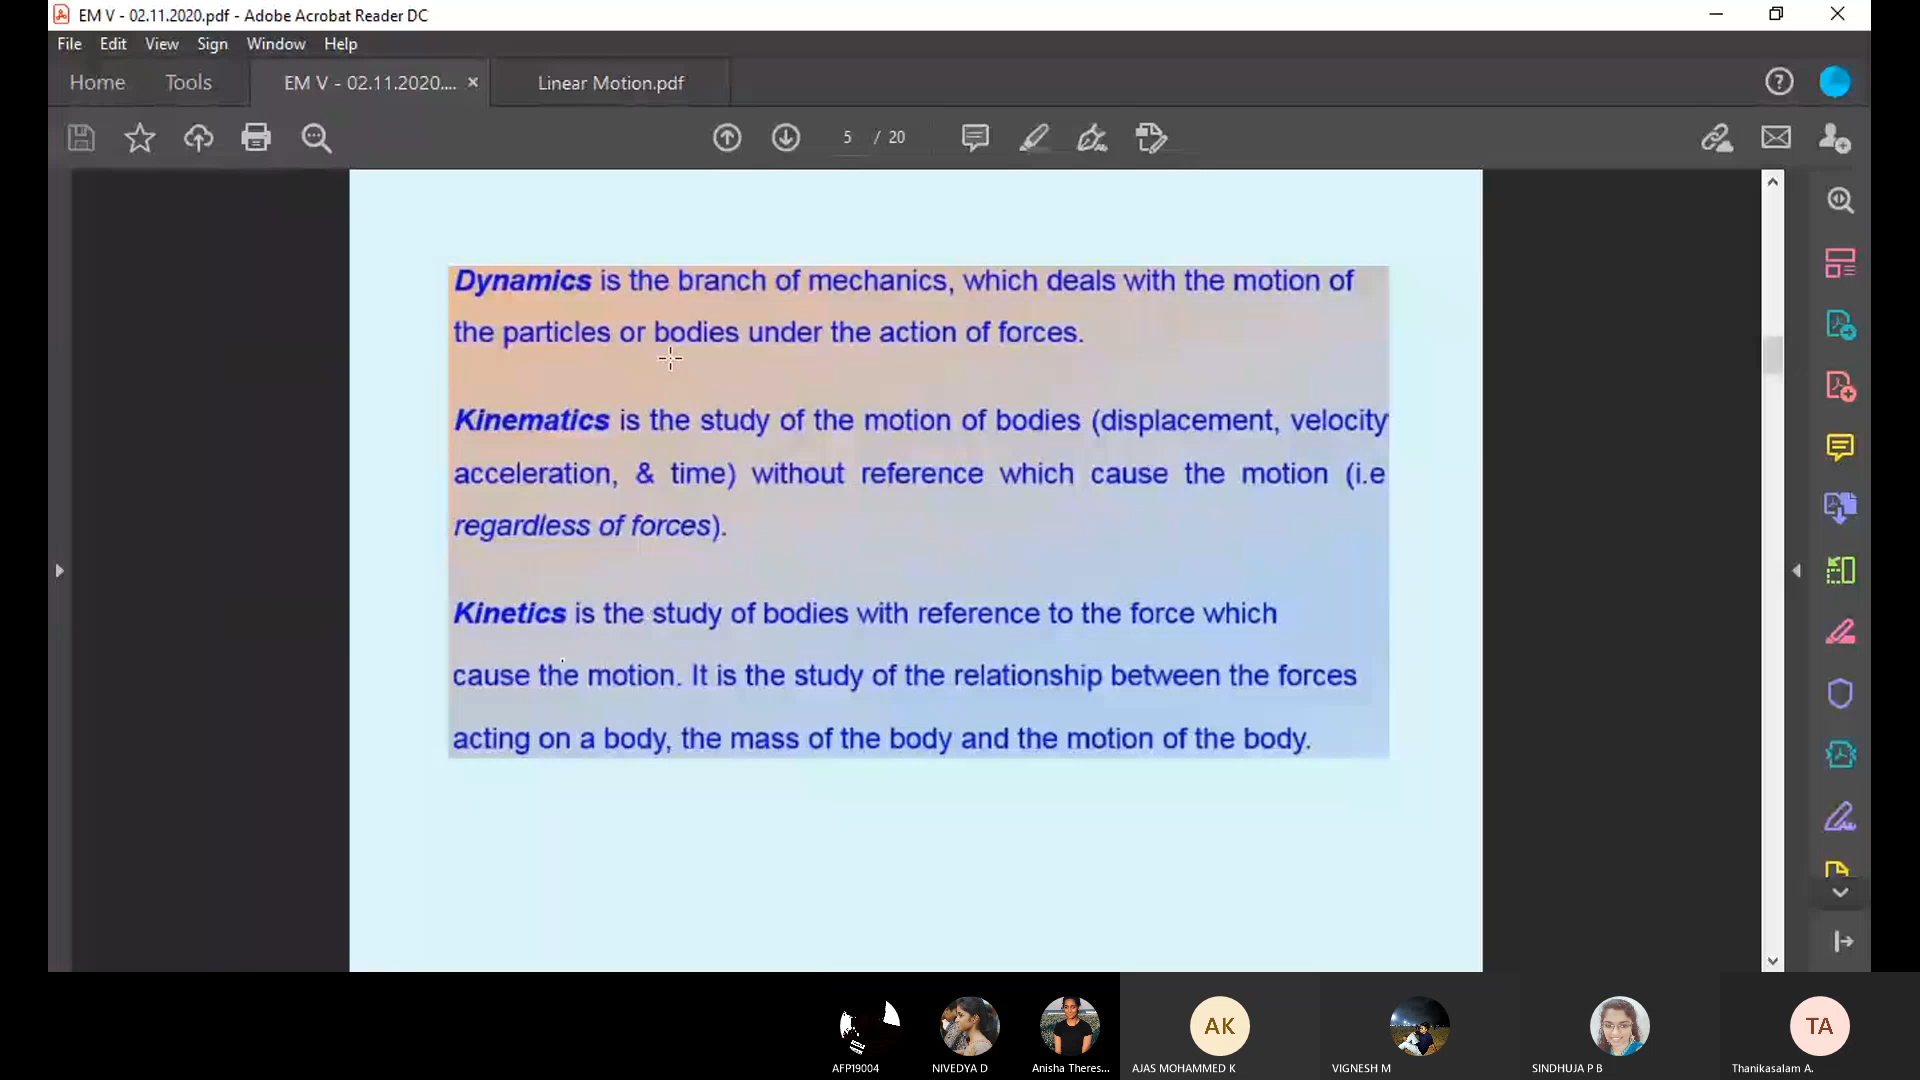 EM V - 02.11.2020.pdf - Adobe Acrobat Reader DC
File Edit View Sign Window Help
Home Tools EM V - 02.11.2020.... × Linear Motion.pdf
5 / 20
Dynamics is the branch of mechanics, which deals with the motion of
the particles or bodies under the action of forces.
Kinematics is the study of the motion of bodies (displacement, velocity
acceleration, & time) without reference which cause the motion (i.e
regardless of forces).
Kinetics is the study of bodies with reference to the force which
cause the motion. It is the study of the relationship between the forces
acting on a body, the mass of the body and the motion of the body.
AK TA
AFP19004 NIVEDYA D Anisha Theres... AJAS MOHAMMED K VIGNESH M SINDHUJA P B Thanikasalam A.